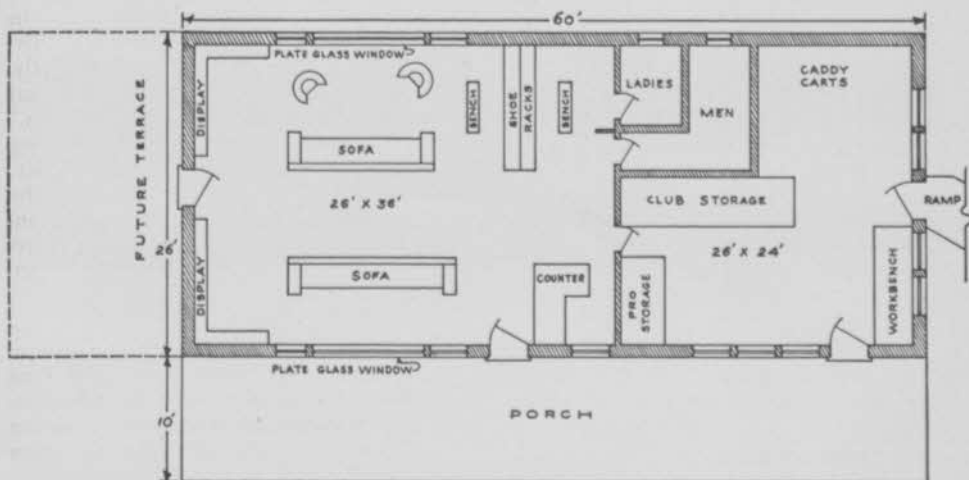 60'
PLATE GLASS WINDOW
FUTURE TERRACE
DISPLAY
BENCH
SHOE
RACKS
BENCH
LADIES
MEN
CADDY
CARTS
SOFA
26' X 36'
CLUB STORAGE
RAMP
26'
26' X 24'
DISPLAY
SOFA
COUNTER
PRO
STORAGE
WORKBENCH
PLATE GLASS WINDOW
10'
PORCH